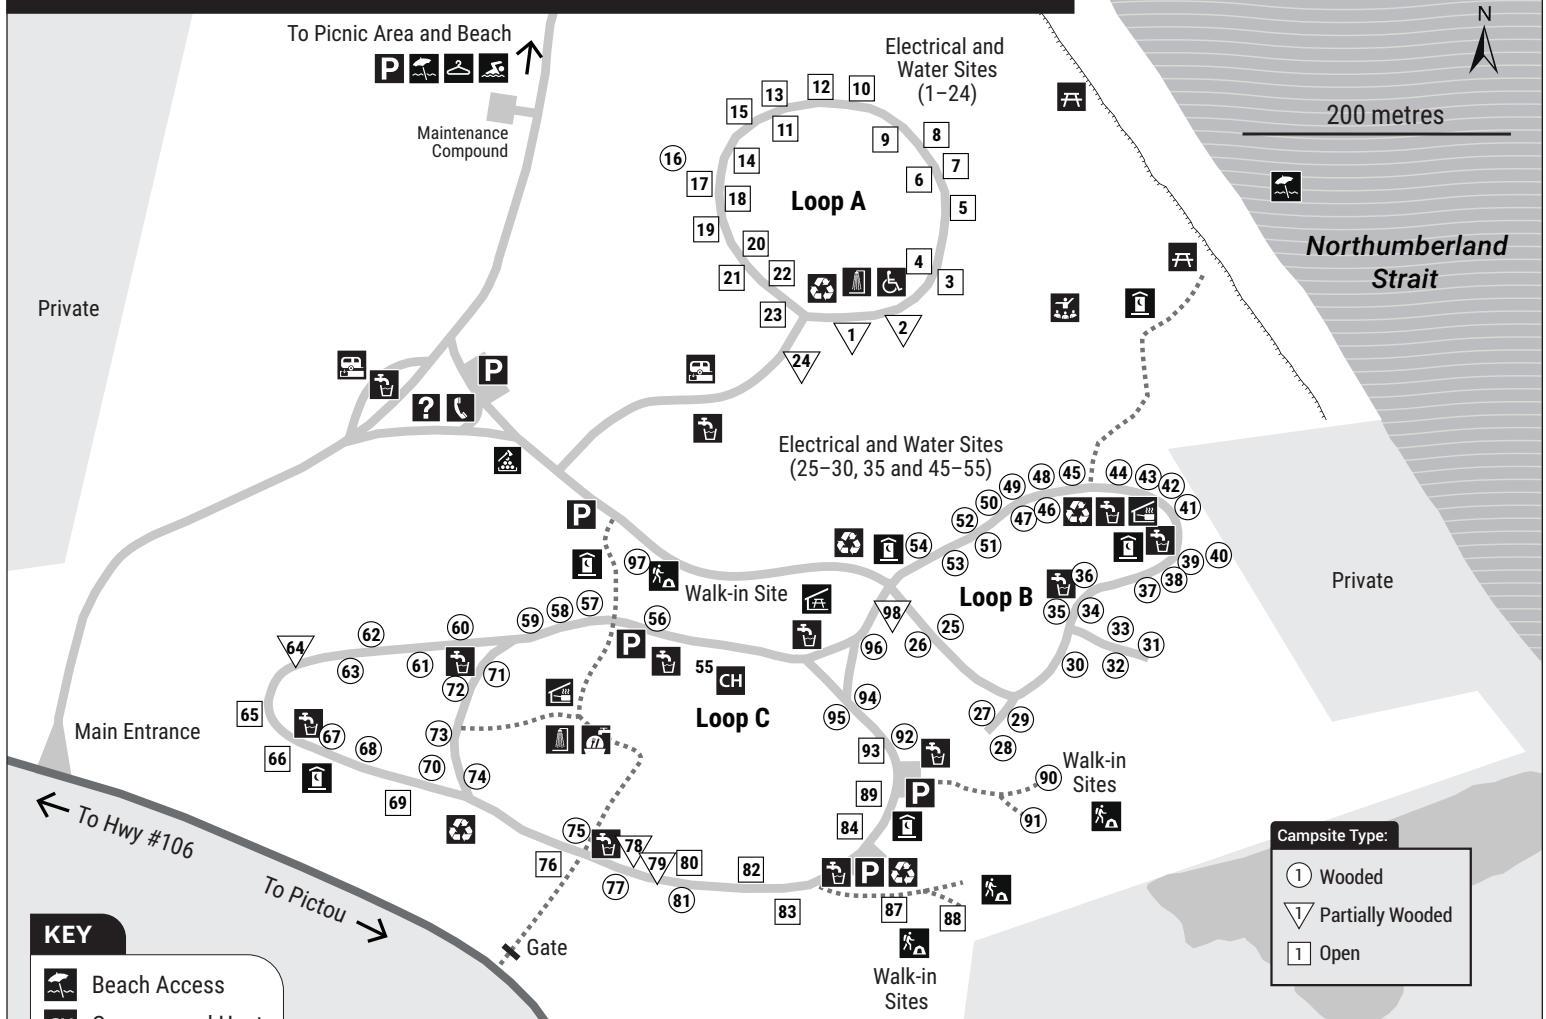 To Picnic Area and Beach
P
Maintenance
Compound
Electrical and
Water Sites
(1–24)
N
200 metres
Northumberland
Strait
Private
Loop A
12
10
13
15
11
9
8
16
14
7
17
18
6
5
19
20
4
21
22
3
23
1
2
24
P
?
Electrical and Water Sites
(25–30, 35 and 45–55)
P
97
Walk-in Site
Loop B
49
48
45
44
43
42
50
47
46
41
52
51
54
53
39
40
38
37
36
35
34
33
31
32
30
98
25
26
96
27
29
28
Private
Loop C
64
62
60
59
58
57
56
63
61
71
72
P
55
CH
65
67
66
68
73
70
74
69
94
95
93
92
89
P
84
90
91
Walk-in
Sites
75
76
78
79
80
77
81
82
83
P
87
88
Walk-in
Sites
Main Entrance
To Hwy #106
To Pictou
Gate
Campsite Type:
1 Wooded
1 Partially Wooded
1 Open
KEY
Beach Access